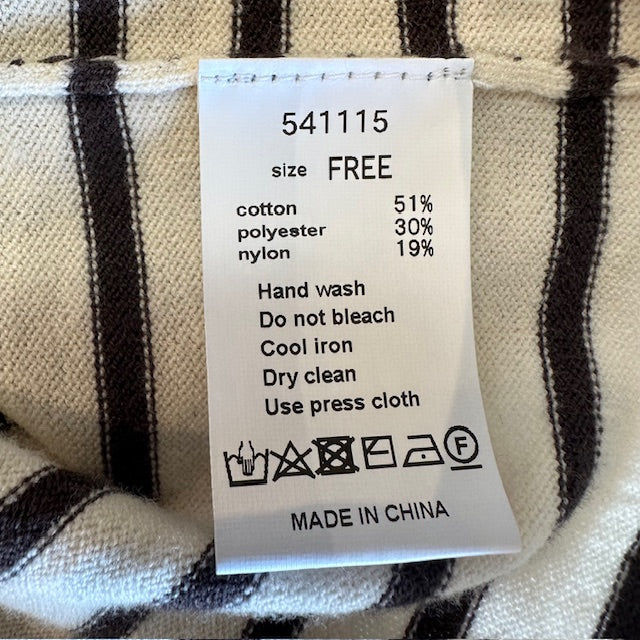 541115
size FREE
cotton 51%
polyester 30%
nylon 19%
Hand wash
Do not bleach
Cool iron
Dry clean
Use press cloth
F
MADE IN CHINA